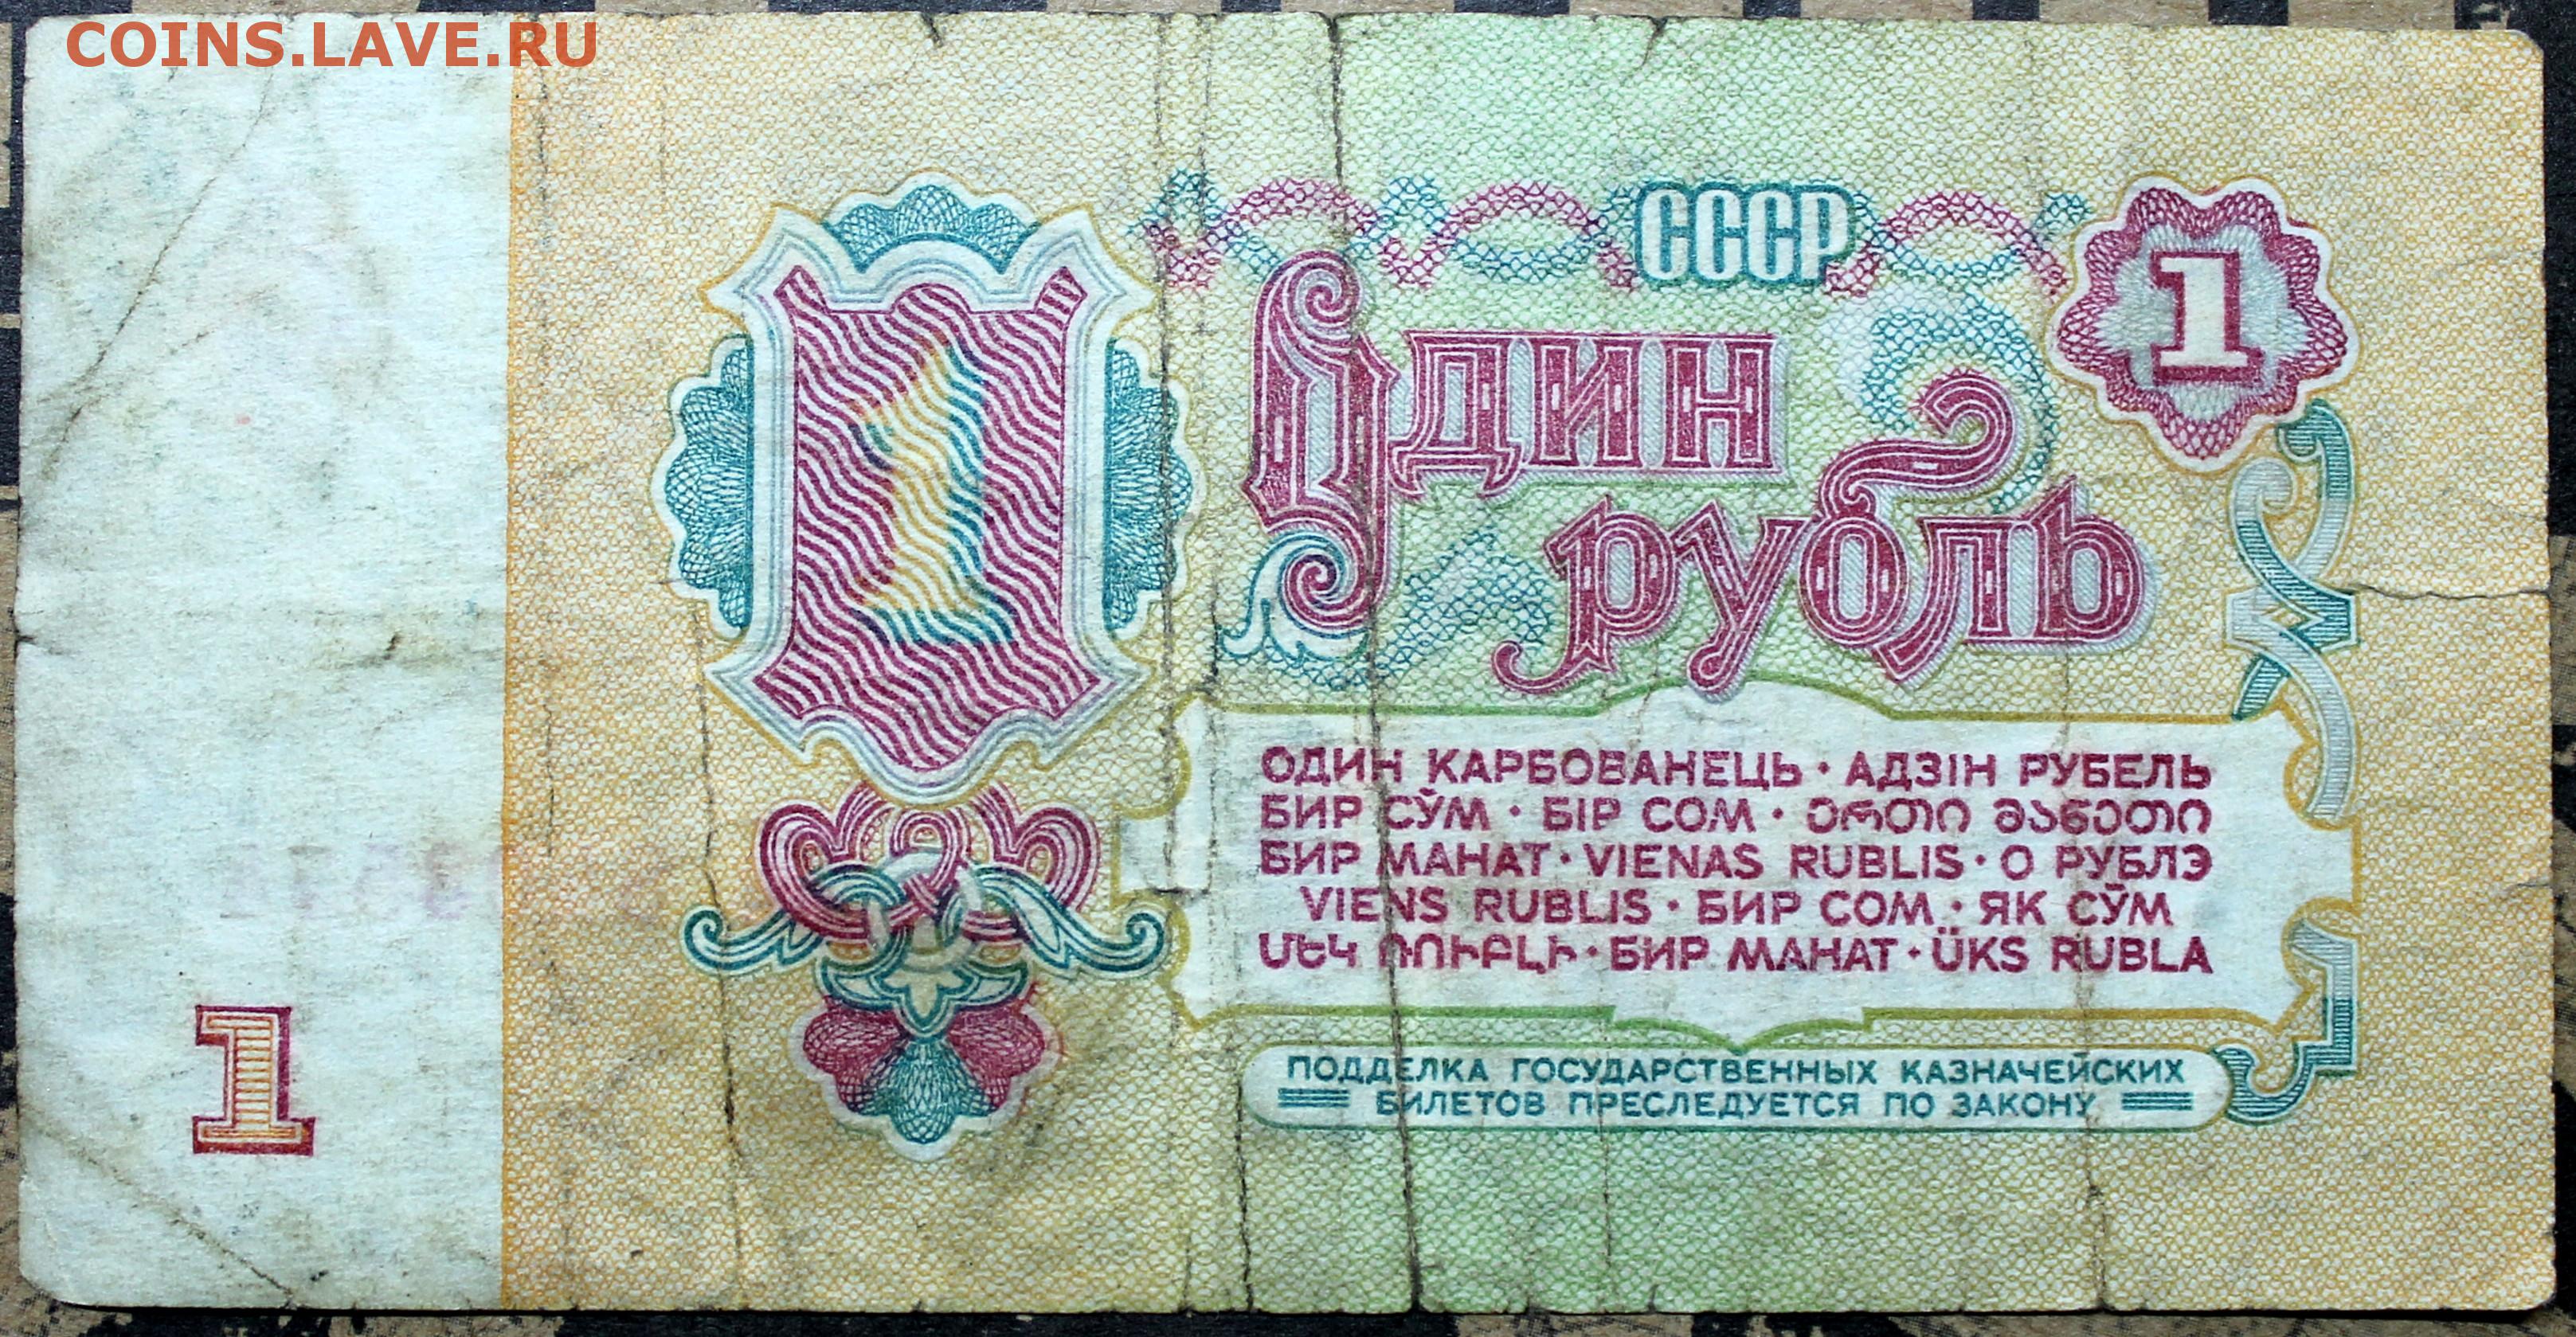 COINS.LAVE.RU
СССР
1
1
Один
рубль
ОДИН КАРБОВАНЕЦЬ · АДЗІН РУБЕЛЬ
БИР СЎМ · БІР СОМ · ერთი მანეთი
БИР МАНАТ · VIENAS RUBLIS · О РУБЛЭ
VIENS RUBLIS · БИР СОМ · ЯК СӮМ
ՄԵԿ ՌՈՒԲԼԻ · БИР МАНАТ · ÜKS RUBLA
1
ПОДДЕЛКА ГОСУДАРСТВЕННЫХ КАЗНАЧЕЙСКИХ
БИЛЕТОВ ПРЕСЛЕДУЕТСЯ ПО ЗАКОНУ